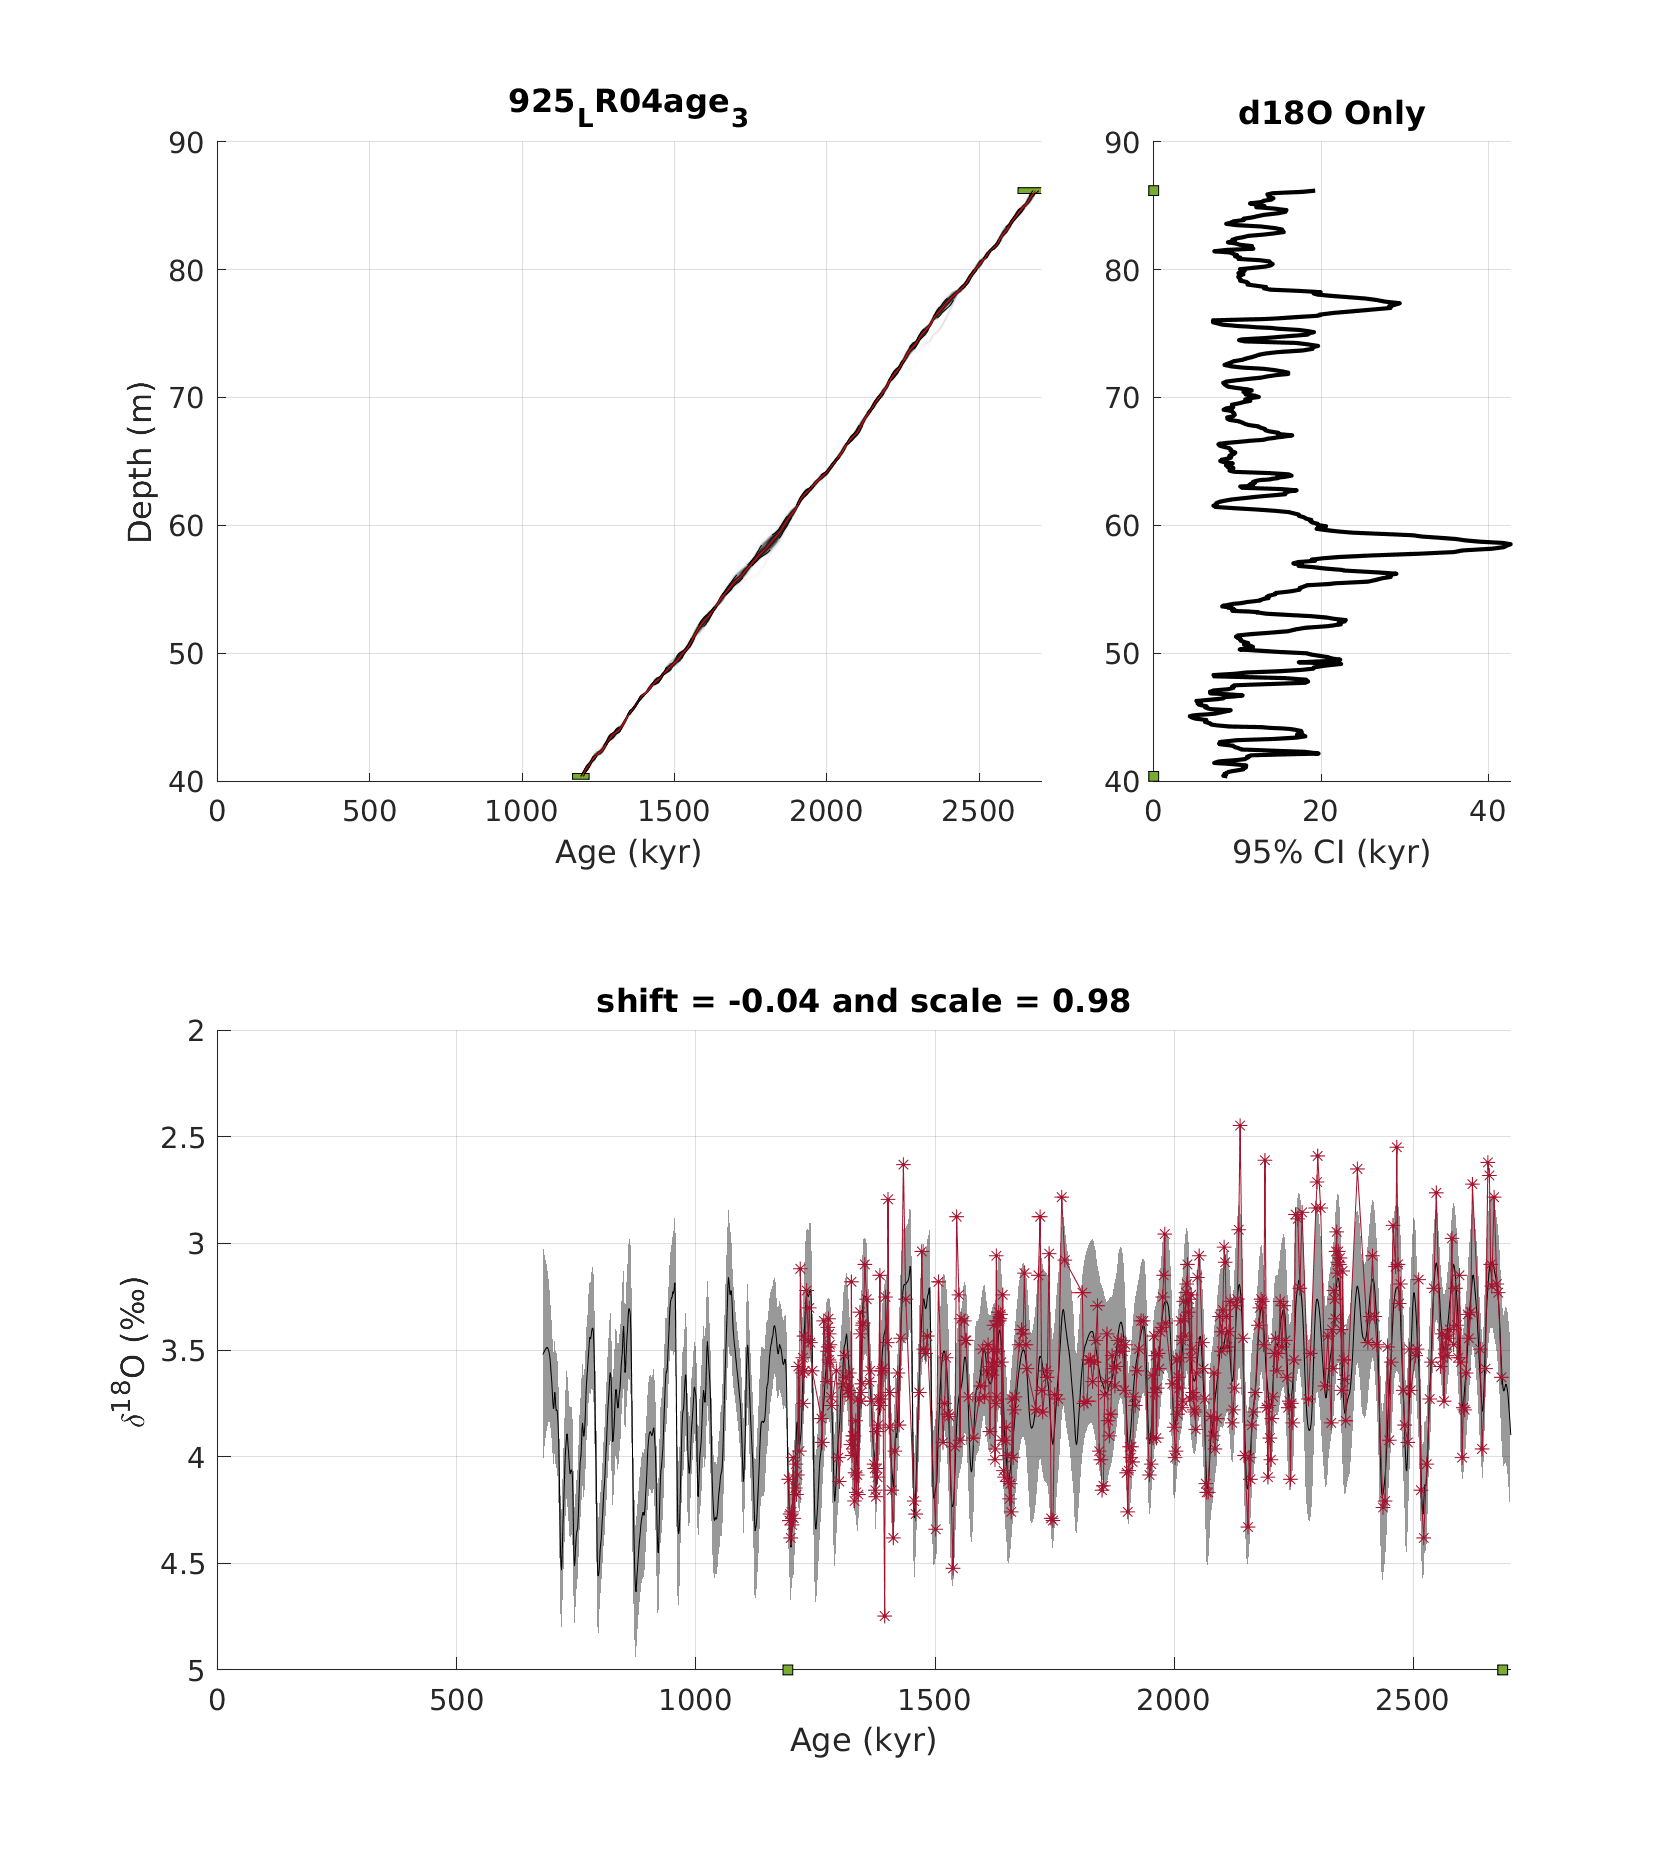 925_LR04age_3
d18O Only
90
80
70
60
50
40
Depth (m)
0 500 1000 1500 2000 2500
Age (kyr)
90
80
70
60
50
40
0 20 40
95% CI (kyr)
shift = -0.04 and scale = 0.98
2
2.5
3
3.5
4
4.5
5
δ18O (‰)
0 500 1000 1500 2000 2500
Age (kyr)